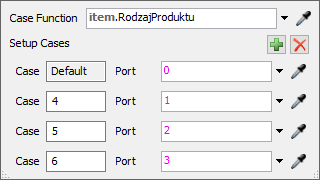 Case Function item.RodzajProduktu
Setup Cases
Case Default Port 0
Case 4 Port 1
Case 5 Port 2
Case 6 Port 3